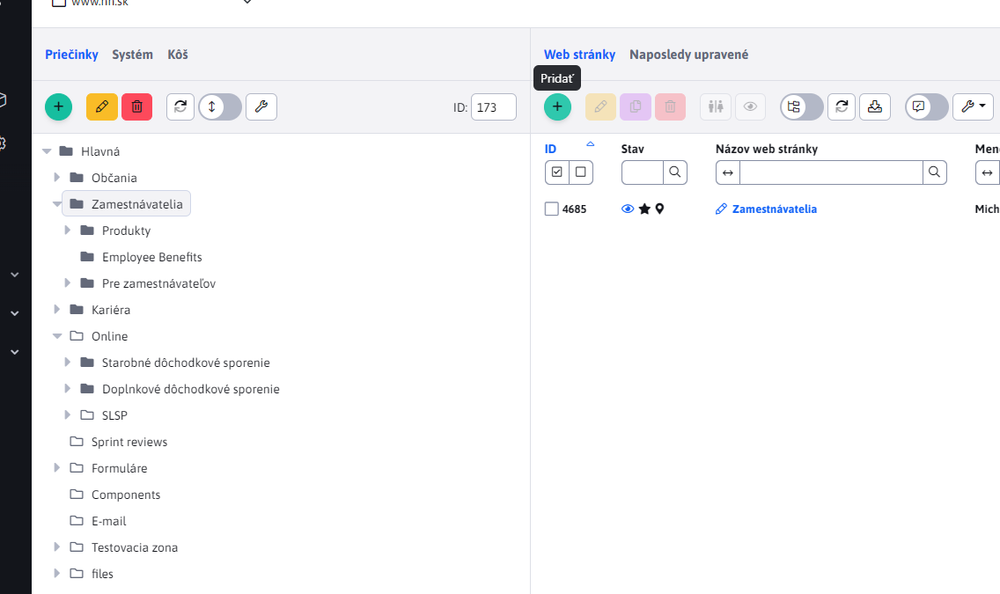 www.nn.sk
Priečinky Systém Kôš
Web stránky Naposledy upravené
Pridať
ID: 173
Hlavná
Občania
Zamestnávatelia
Produkty
Employee Benefits
Pre zamestnávateľov
Kariéra
Online
Starobné dôchodkové sporenie
Doplnkové dôchodkové sporenie
SLSP
Sprint reviews
Formuláre
Components
E-mail
Testovacia zona
files
ID Stav Názov web stránky
4685 Zamestnávatelia Mich